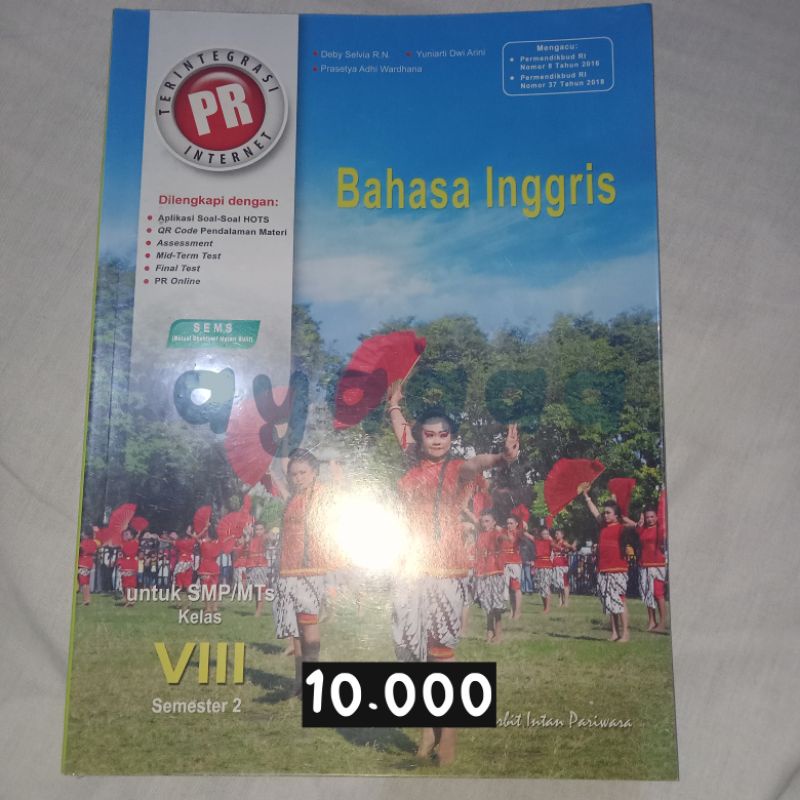 TERINTEGRASI
PR
INTERNET
Deby Selvia R.N.
Yuniarti Dwi Arini
Prasetya Adhi Wardhana
Mengacu:
Permendikbud RI
Nomor 8 Tahun 2016
Permendikbud RI
Nomor 37 Tahun 2018
Bahasa Inggris
Dilengkapi dengan:
Aplikasi Soal-Soal HOTS
QR Code Pendalaman Materi
Assessment
Mid-Term Test
Final Test
PR Online
SEMS
untuk SMP/MTs
Kelas
VIII
Semester 2
10.000
Intan Pariwara